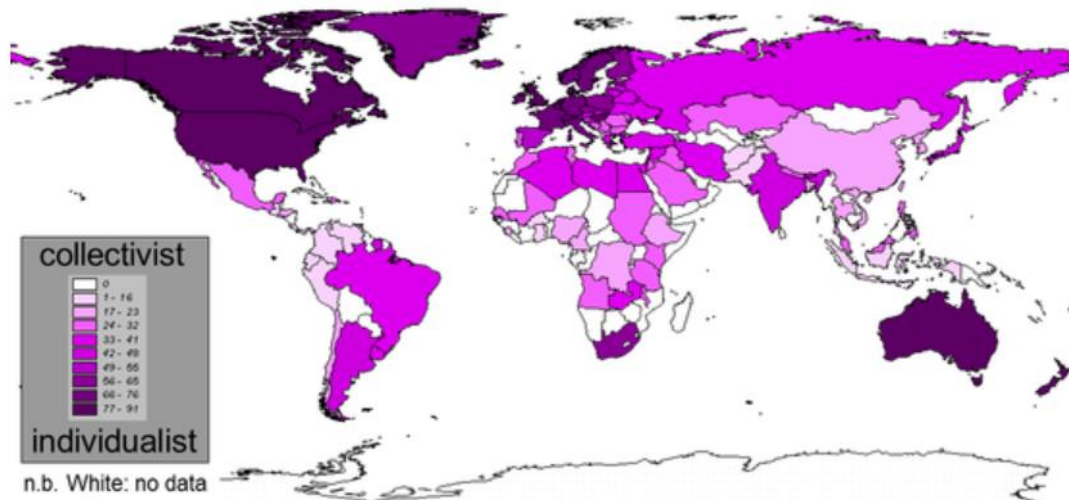 collectivist
0
1 - 16
17 - 23
24 - 32
33 - 41
42 - 48
49 - 55
56 - 65
66 - 76
77 - 91
individualist
n.b. White: no data